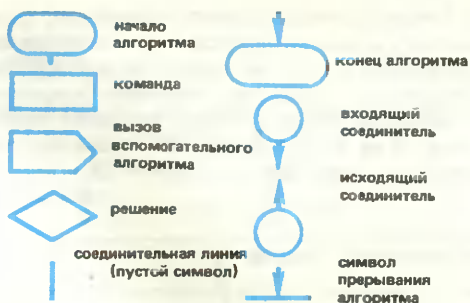 начало
алгоритма
команда
вызов
вспомогательного
алгоритма
решение
соединительная линия
(пустой символ)
конец алгоритма
входящий
соединитель
исходящий
соединитель
символ
прерывания
алгоритма